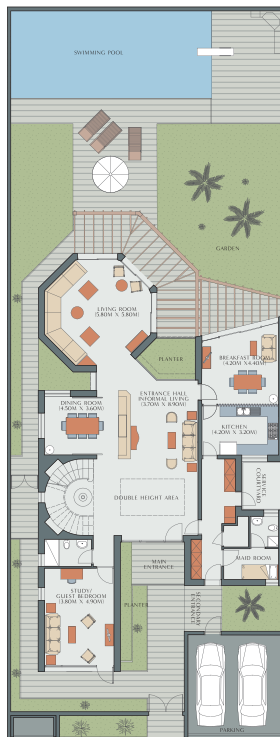 SWIMMING POOL
GARDEN
LIVING ROOM
(5.80M X 5.80M)
PLANTER
BREAKFAST ROOM
(4.20M X 4.40M)
DINING ROOM
(4.50M X 3.60M)
ENTRANCE HALL
INFORMAL LIVING
(5.70M X 8.90M)
KITCHEN
(4.20M X 3.20M)
DOUBLE HEIGHT AREA
SERVICE
COURTYARD
MAID ROOM
MAIN
ENTRANCE
STUDY/
GUEST BEDROOM
(3.80M X 4.90M)
PLANTER
SECONDARY
ENTRANCE
PARKING